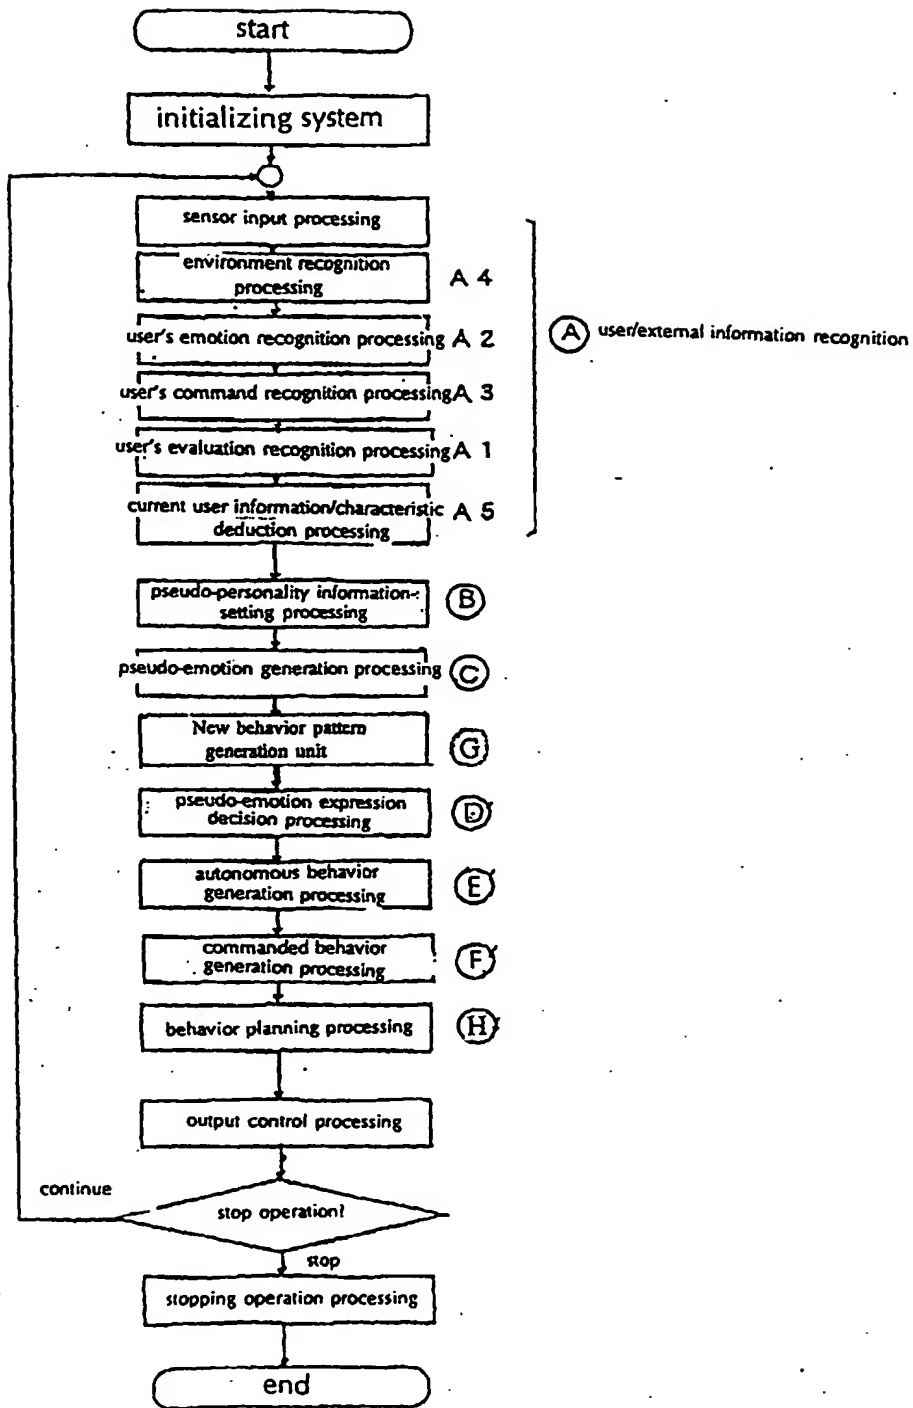 start
initializing system
sensor input processing
environment recognition
processing
A 4
user's emotion recognition processing A 2
A user/external information recognition
user's command recognition processing A 3
user's evaluation recognition processing A 1
current user information/characteristic
deduction processing
A 5
pseudo-personality information-
setting processing
B
pseudo-emotion generation processing
C
New behavior pattern
generation unit
G
pseudo-emotion expression
decision processing
D
autonomous behavior
generation processing
E
commanded behavior
generation processing
F
behavior planning processing
H
output control processing
continue
stop operation?
stop
stopping operation processing
end